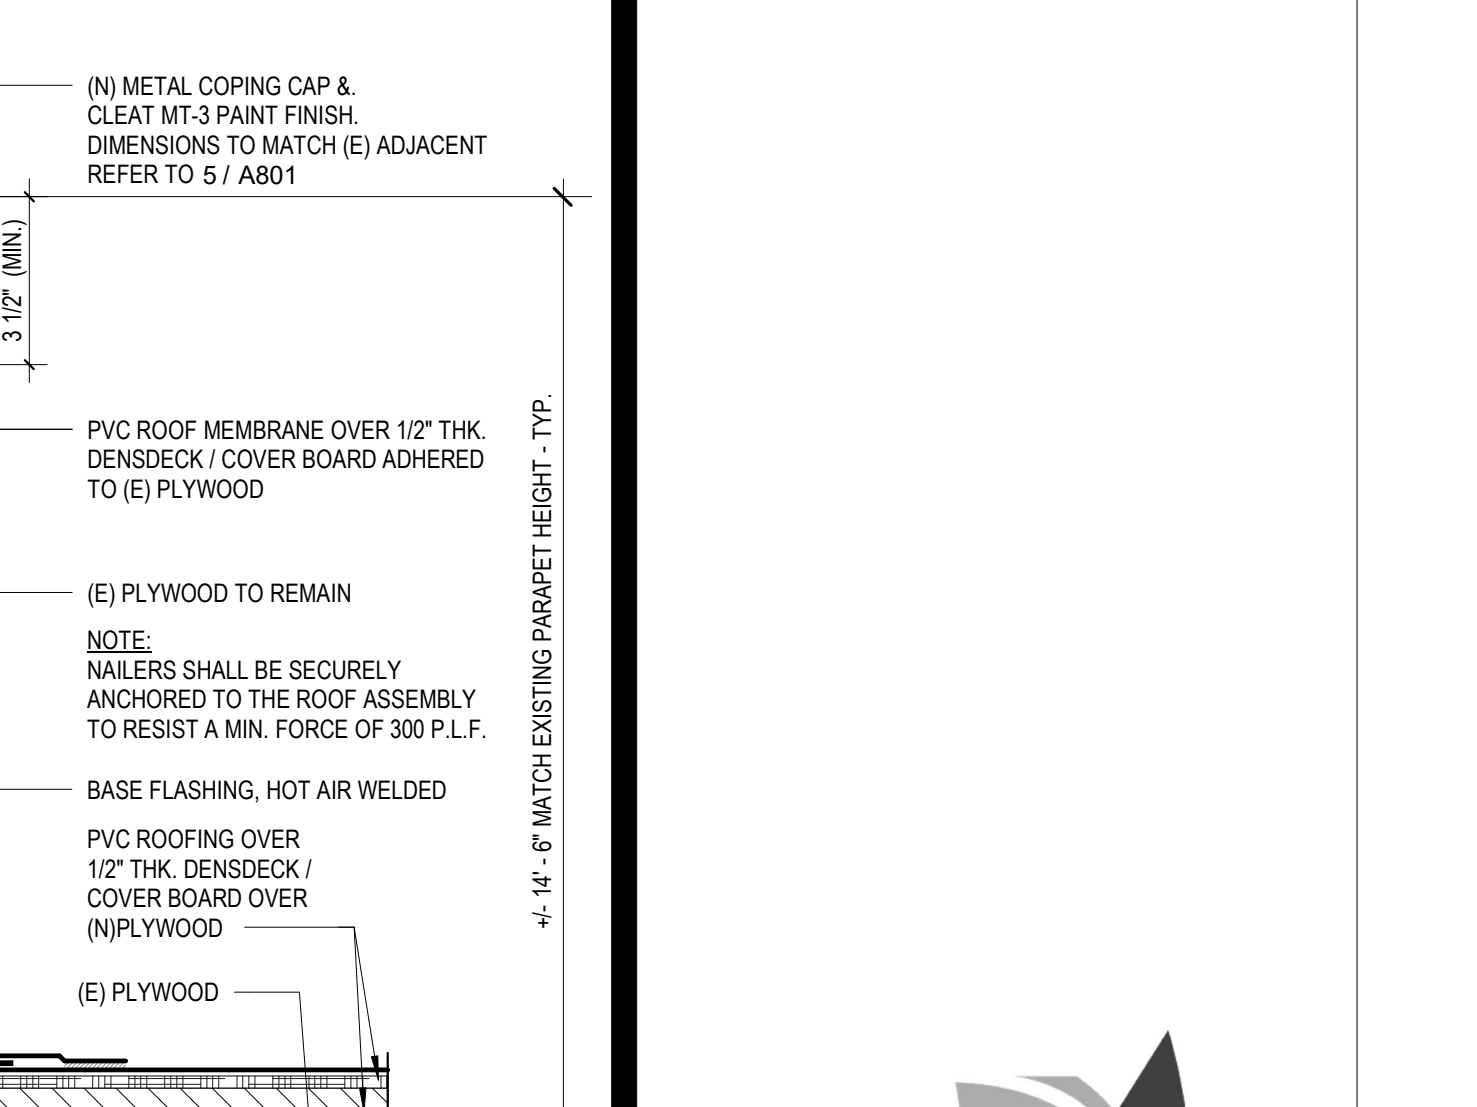 (N) METAL COPING CAP &.
CLEAT MT-3 PAINT FINISH.
DIMENSIONS TO MATCH (E) ADJACENT
REFER TO 5 / A801
3 1/2" (MIN.)
PVC ROOF MEMBRANE OVER 1/2" THK.
DENSDECK / COVER BOARD ADHERED
TO (E) PLYWOOD
+/- 14' - 6" MATCH EXISTING PARAPET HEIGHT - TYP.
(E) PLYWOOD TO REMAIN
NOTE:
NAILERS SHALL BE SECURELY
ANCHORED TO THE ROOF ASSEMBLY
TO RESIST A MIN. FORCE OF 300 P.L.F.
BASE FLASHING, HOT AIR WELDED
PVC ROOFING OVER
1/2" THK. DENSDECK /
COVER BOARD OVER
(N)PLYWOOD
(E) PLYWOOD